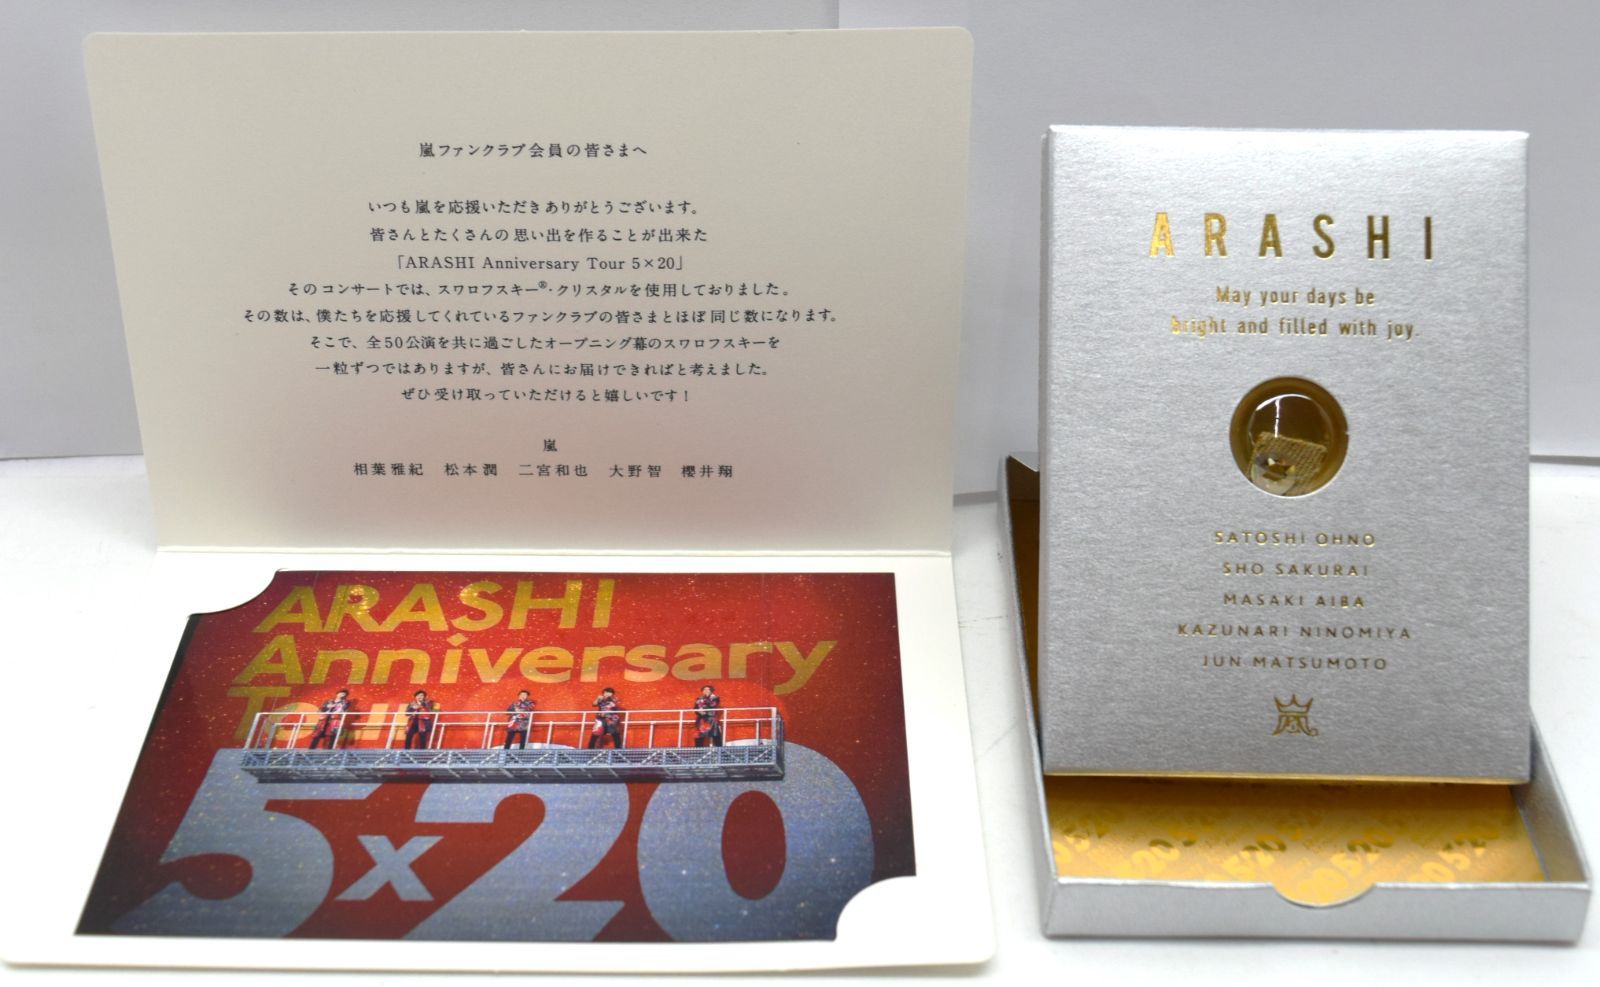 嵐ファンクラブ会員の皆さまへ
いつも嵐を応援いただきありがとうございます。
皆さんとたくさんの思い出を作ることが出来た
「ARASHI Anniversary Tour 5×20」
そのコンサートでは、スワロフスキー®・クリスタルを使用しておりました。
その数は、僕たちを応援してくれているファンクラブの皆さまとほぼ同じ数になります。
そこで、全50公演を共に過ごしたオープニング幕のスワロフスキーを
一粒ずつではありますが、皆さんにお届けできればと考えました。
ぜひ受け取っていただけると嬉しいです！
嵐
相葉雅紀　松本潤　二宮和也　大野智　櫻井翔
ARASHI
Anniversary
Tour
5x20
ARASHI
May your days be
bright and filled with joy.
SATOSHI OHNO
SHO SAKURAI
MASAKI AIBA
KAZUNARI NINOMIYA
JUN MATSUMOTO
5×20